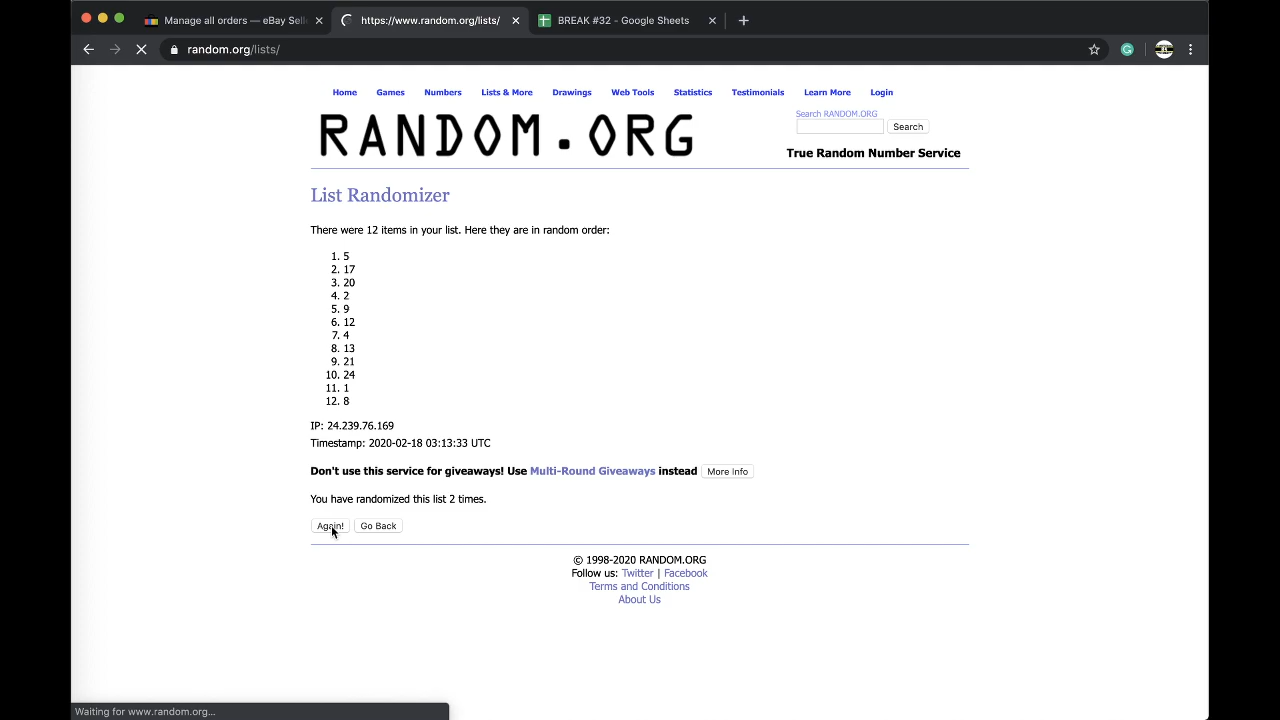 Manage all orders — eBay Sell
https://www.random.org/lists/
BREAK #32 - Google Sheets
random.org/lists/
Home Games Numbers Lists & More Drawings Web Tools Statistics Testimonials Learn More Login
RANDOM.ORG
Search RANDOM.ORG
Search
True Random Number Service
List Randomizer
There were 12 items in your list. Here they are in random order:
1. 5
2. 17
3. 20
4. 2
5. 9
6. 12
7. 4
8. 13
9. 21
10. 24
11. 1
12. 8
IP: 24.239.76.169
Timestamp: 2020-02-18 03:13:33 UTC
Don't use this service for giveaways! Use Multi-Round Giveaways instead More Info
You have randomized this list 2 times.
Again! Go Back
© 1998-2020 RANDOM.ORG
Follow us: Twitter | Facebook
Terms and Conditions
About Us
Waiting for www.random.org...